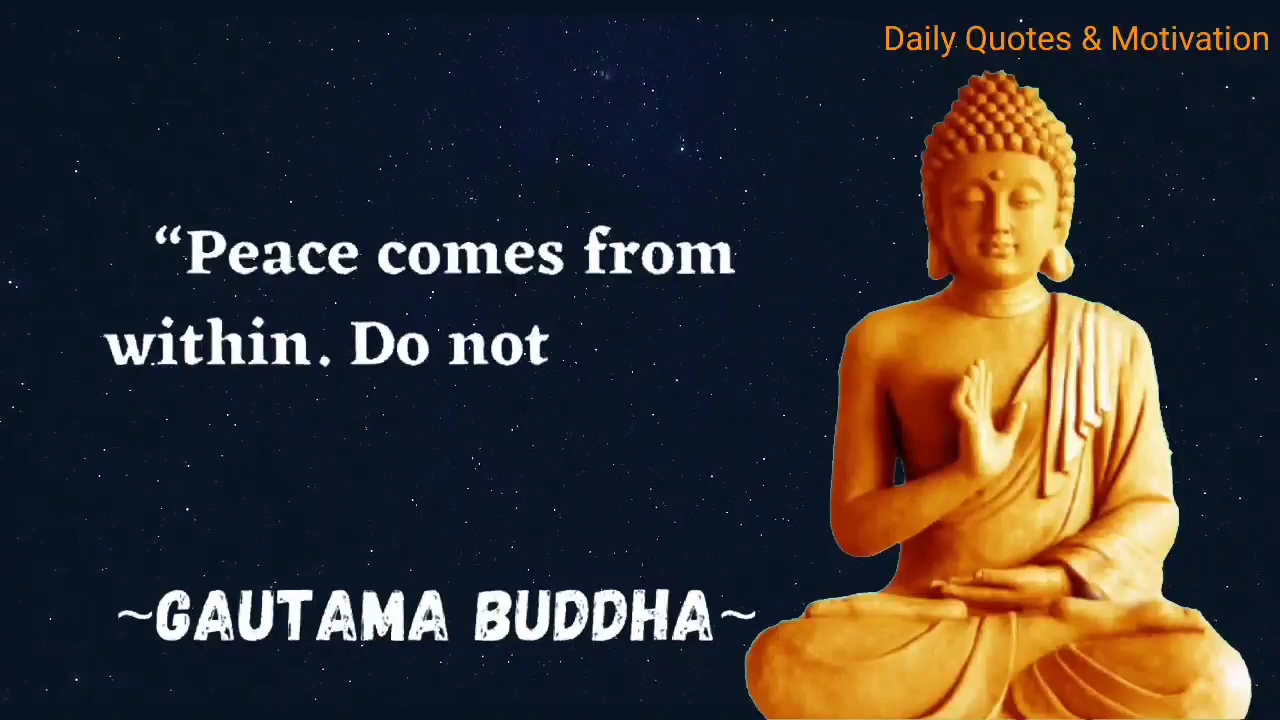 Daily Quotes & Motivation
“Peace comes from
within. Do not
~GAUTAMA BUDDHA~